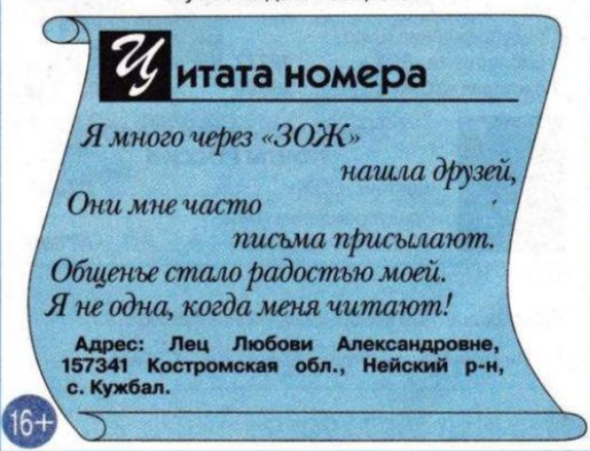 Цитата номера
Я много через «ЗОЖ»
нашла друзей,
Они мне часто
письма присылают.
Общенье стало радостью моей.
Я не одна, когда меня читают!
Адрес: Лец Любови Александровне,
157341 Костромская обл., Нейский р-н,
с. Кужбал.
16+